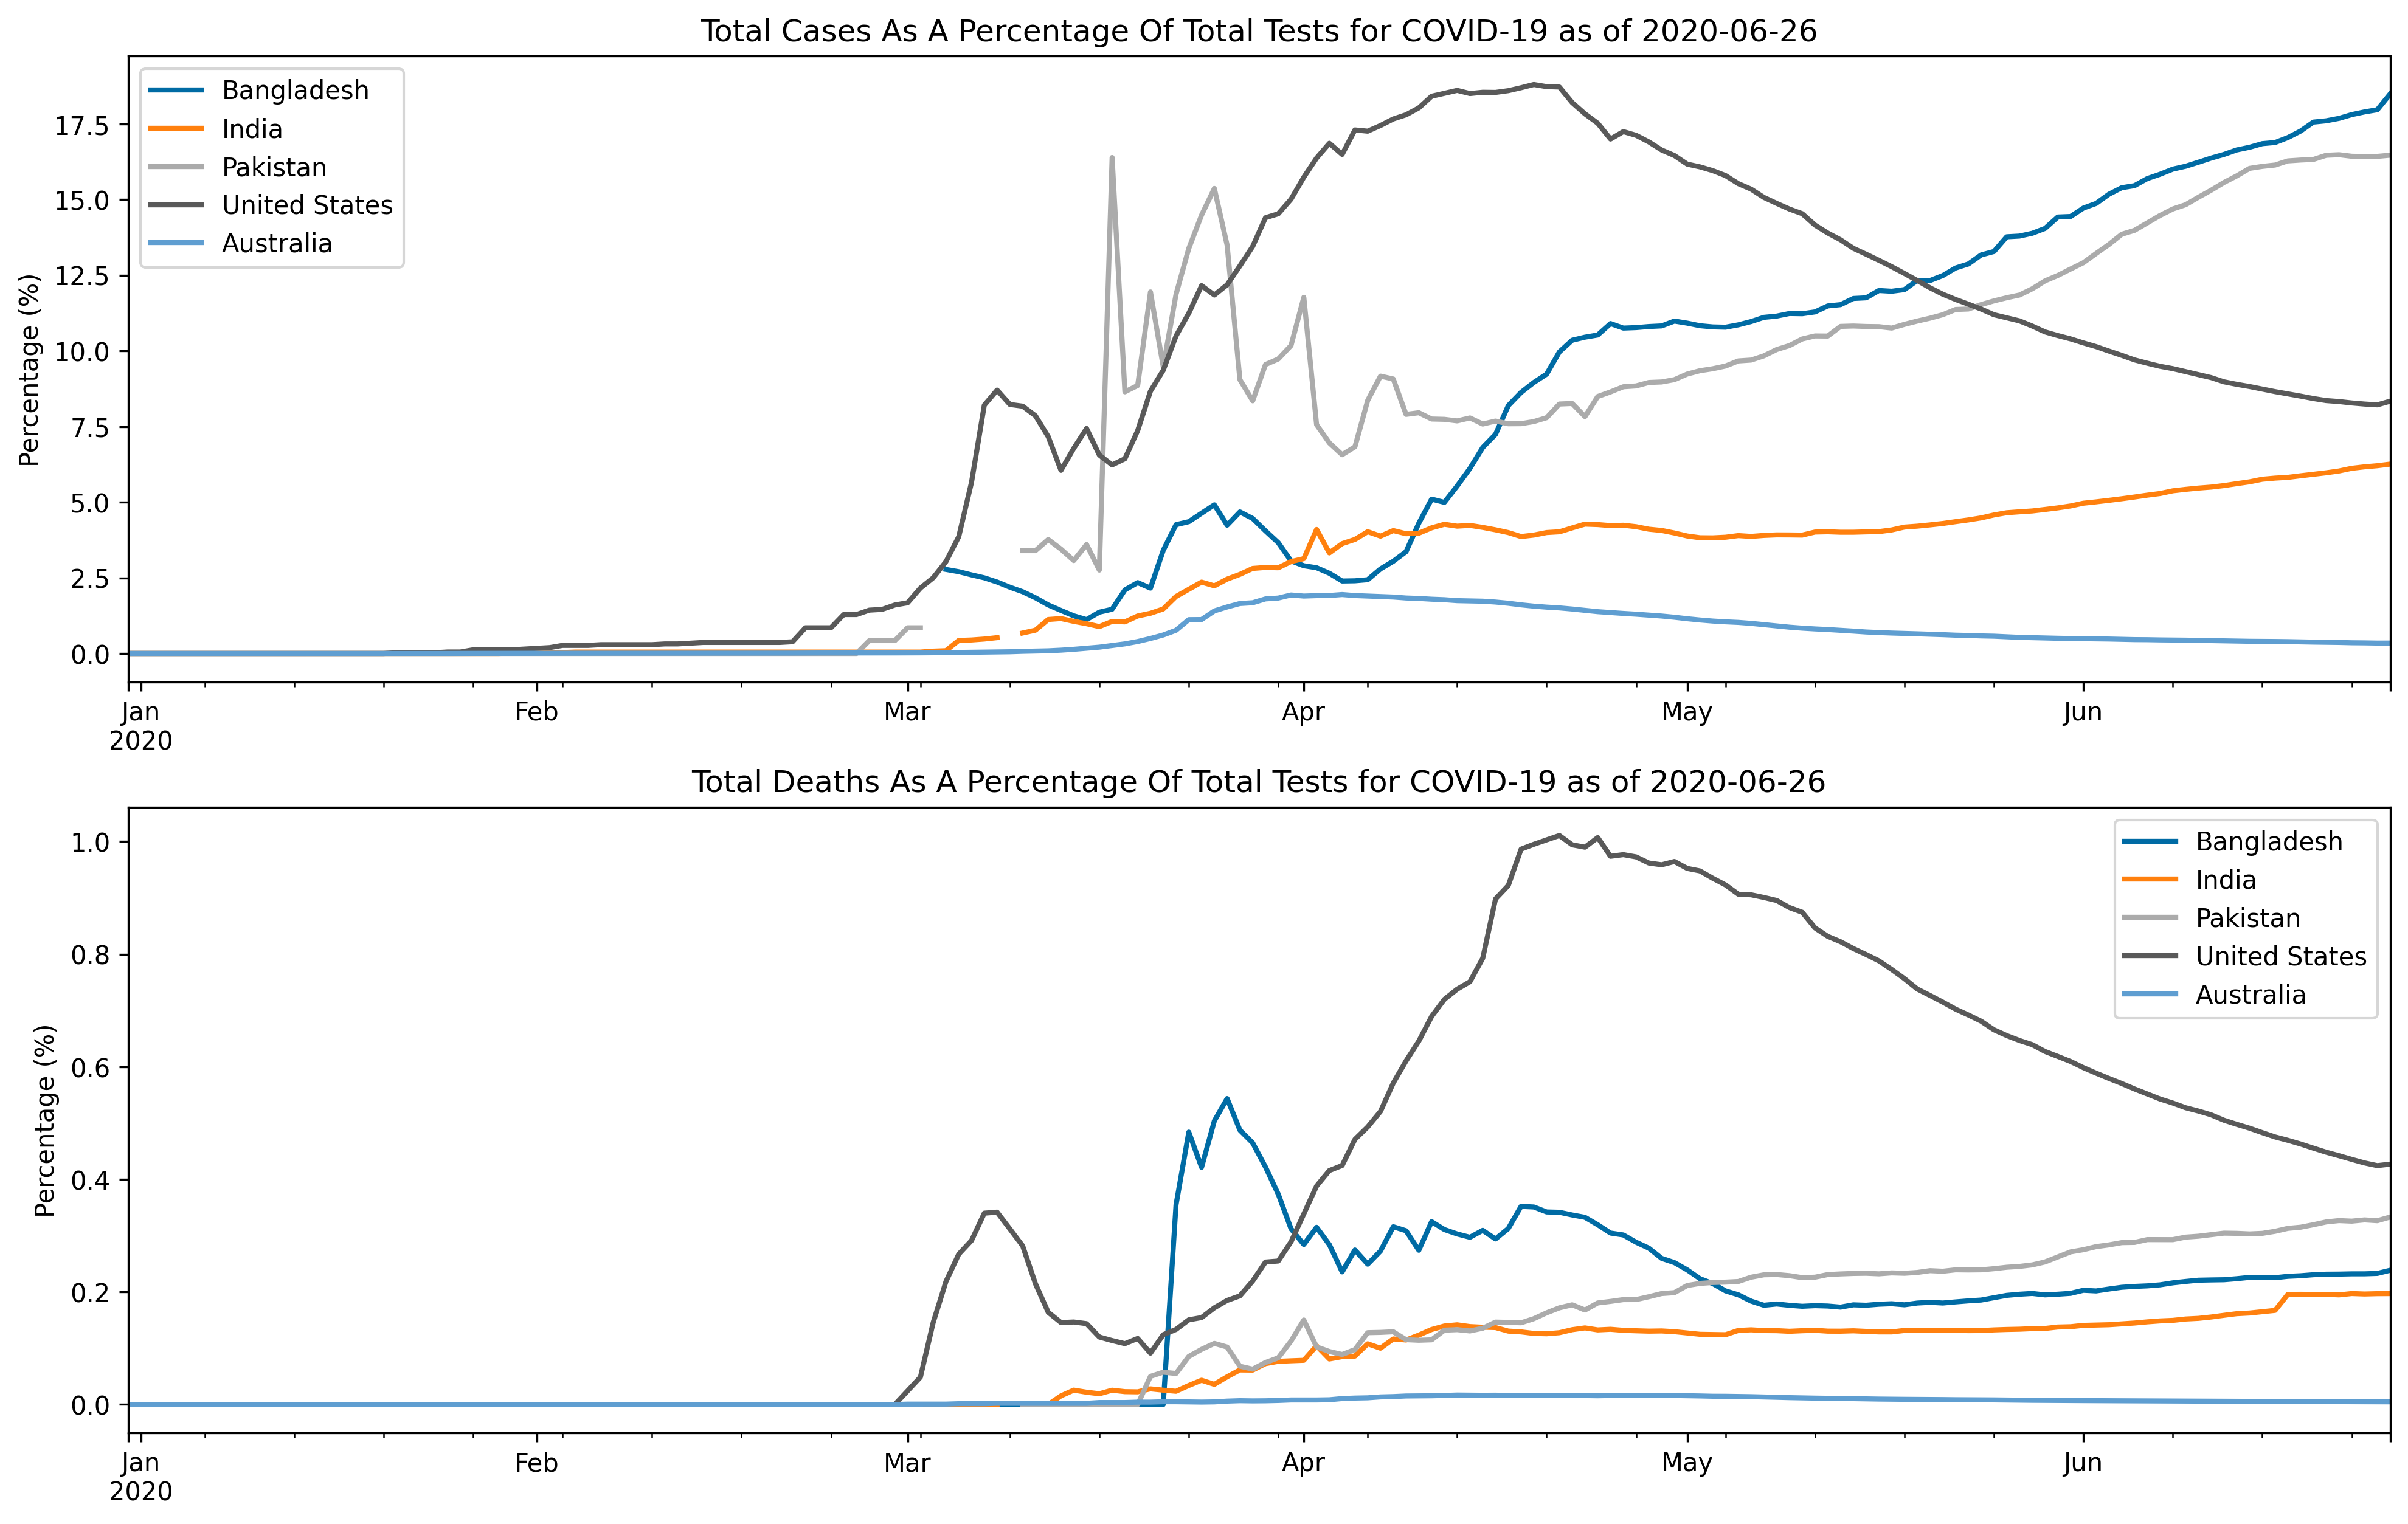 Total Cases As A Percentage Of Total Tests for COVID-19 as of 2020-06-26
Bangladesh
India
Pakistan
United States
Australia
Percentage (%)
17.5
15.0
12.5
10.0
7.5
5.0
2.5
0.0
Jan Feb Mar Apr May Jun
2020
Total Deaths As A Percentage Of Total Tests for COVID-19 as of 2020-06-26
Bangladesh
India
Pakistan
United States
Australia
Percentage (%)
1.0
0.8
0.6
0.4
0.2
0.0
Jan Feb Mar Apr May Jun
2020